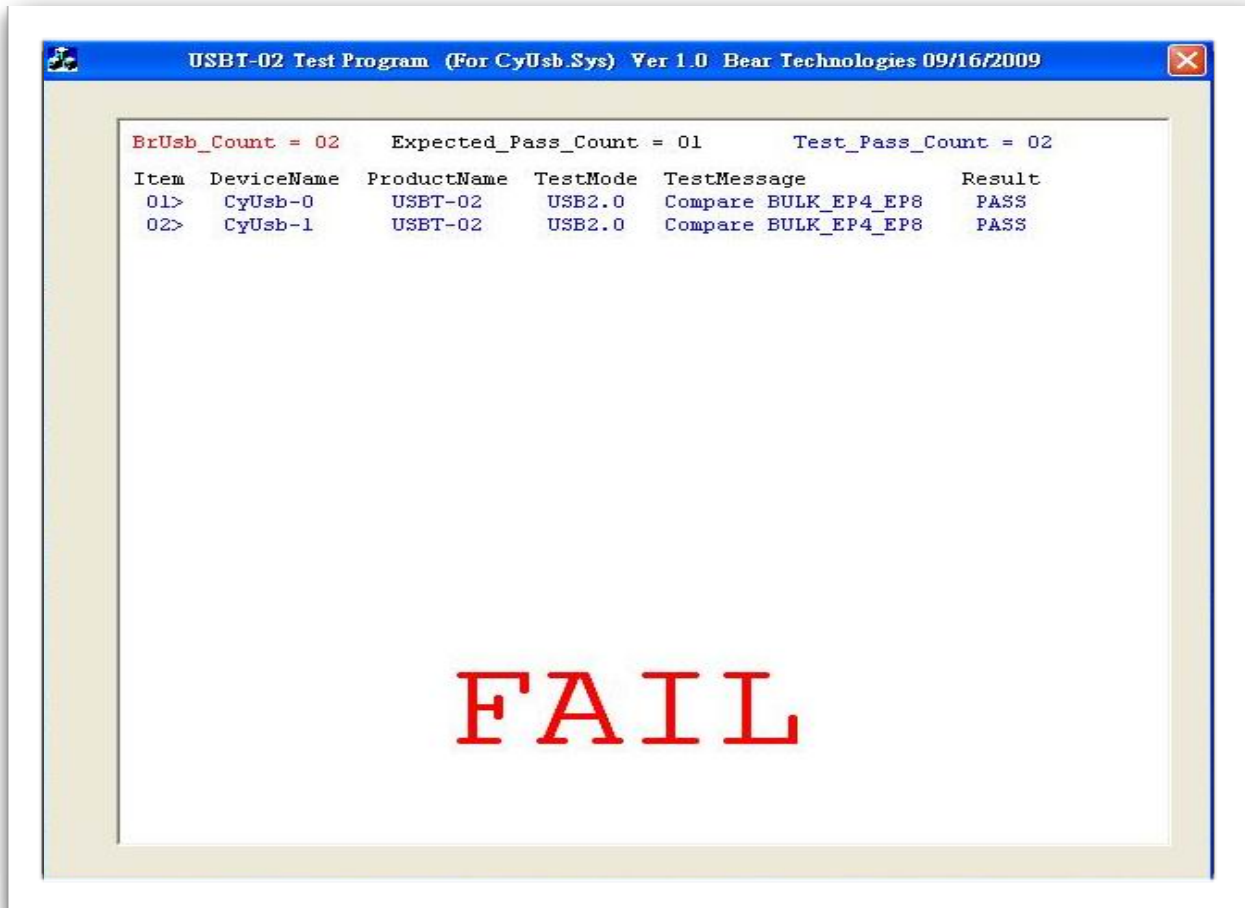 USBT-02 Test Program (For CyUsb.Sys) Ver 1.0 Bear Technologies 09/16/2009
BrUsb_Count = 02 Expected_Pass_Count = 01 Test_Pass_Count = 02
Item DeviceName ProductName TestMode TestMessage Result
01> CyUsb-0 USBT-02 USB2.0 Compare BULK_EP4_EP8 PASS
02> CyUsb-1 USBT-02 USB2.0 Compare BULK_EP4_EP8 PASS
FAIL